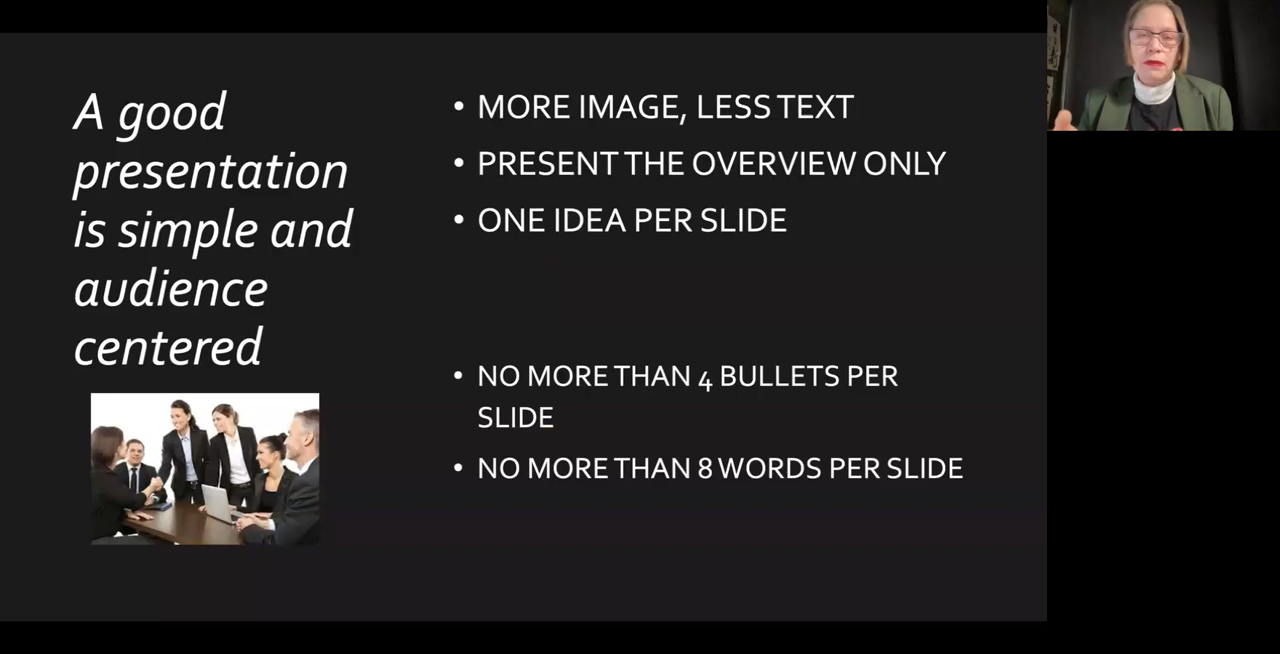 A good
presentation
is simple and
audience
centered
• MORE IMAGE, LESS TEXT
• PRESENT THE OVERVIEW ONLY
• ONE IDEA PER SLIDE
• NO MORE THAN 4 BULLETS PER
SLIDE
• NO MORE THAN 8 WORDS PER SLIDE